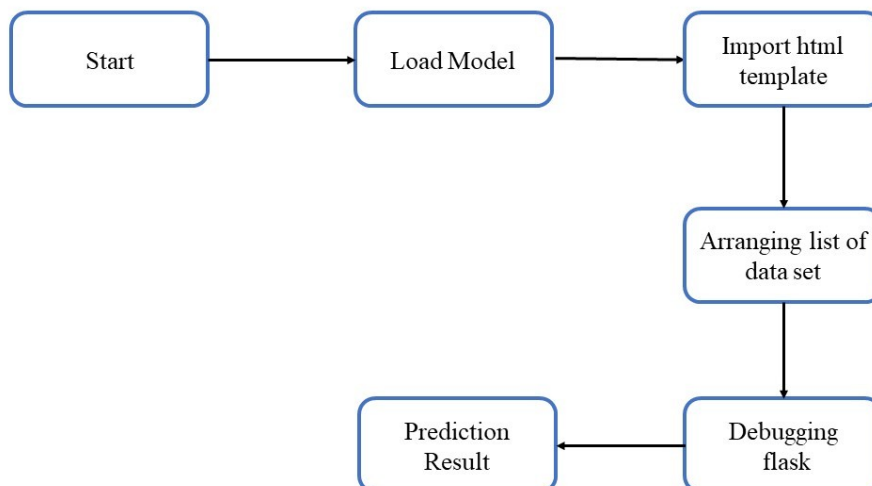 Start
Load Model
Import html
template
Arranging list of
data set
Debugging
flask
Prediction
Result